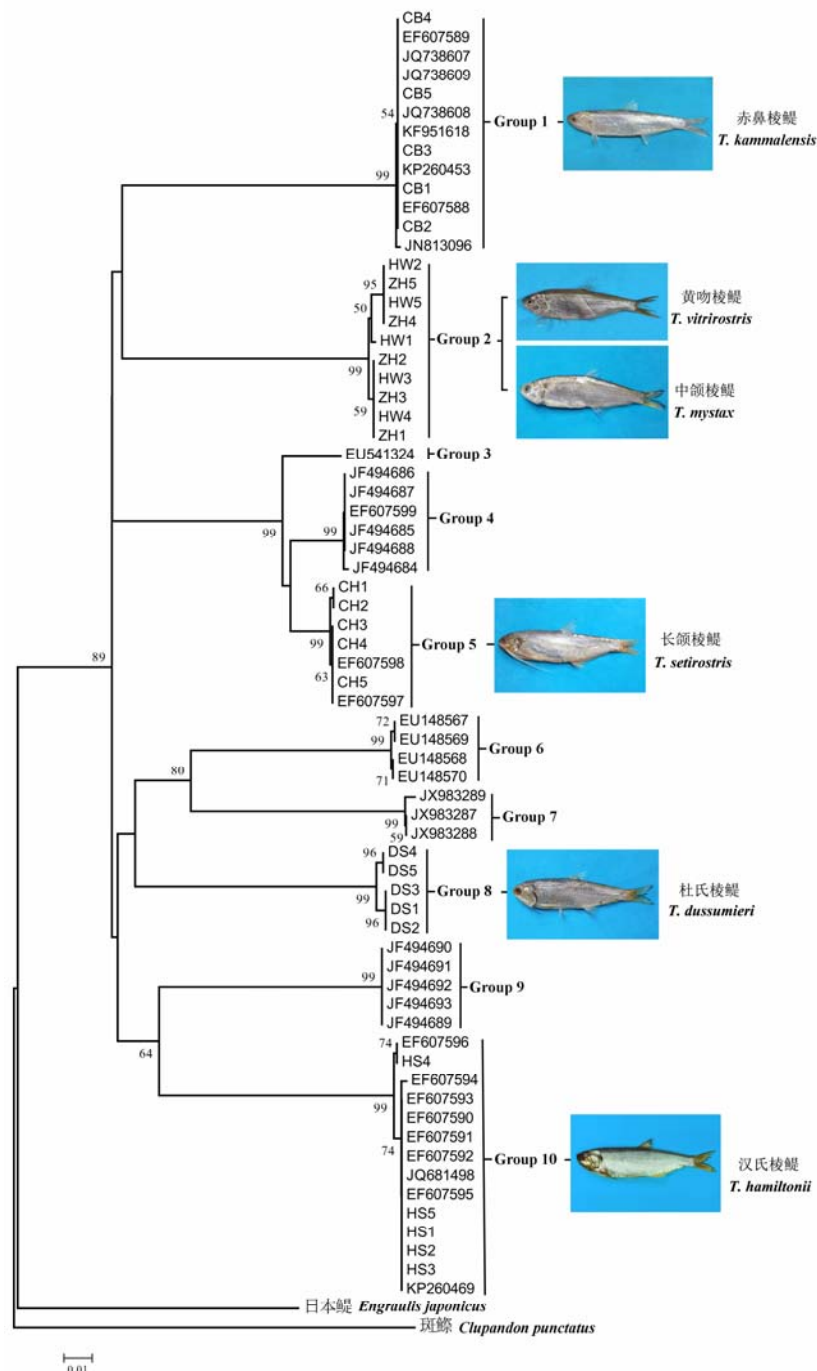 CB4
EF607589
JQ738607
JQ738609
CB5
54
JQ738608
KF951618
CB3
KP260453
99
CB1
EF607588
CB2
JN813096
Group 1
赤鼻棱鳀
T. kammalensis
HW2
95
ZH5
50
HW5
ZH4
HW1
ZH2
99
HW3
ZH3
59
HW4
ZH1
Group 2
黄吻棱鳀
T. vitrirostris
中颌棱鳀
T. mystax
EU541324
Group 3
JF494686
JF494687
EF607599
99
99
JF494685
JF494688
JF494684
Group 4
66
CH1
CH2
CH3
99
CH4
EF607598
63
CH5
EF607597
Group 5
长颌棱鳀
T. setirostris
89
72
EU148567
99
EU148569
EU148568
71
EU148570
Group 6
80
JX983289
99
JX983287
59
JX983288
Group 7
96
DS4
DS5
99
DS3
DS1
96
DS2
Group 8
杜氏棱鳀
T. dussumieri
JF494690
JF494691
99
JF494692
JF494693
JF494689
Group 9
64
74
EF607596
HS4
EF607594
99
EF607593
EF607590
EF607591
74
EF607592
JQ681498
EF607595
HS5
HS1
HS2
HS3
KP260469
Group 10
汉氏棱鳀
T. hamiltonii
日本鳀 Engraulis japonicus
斑鰶 Clupandon punctatus
0.01